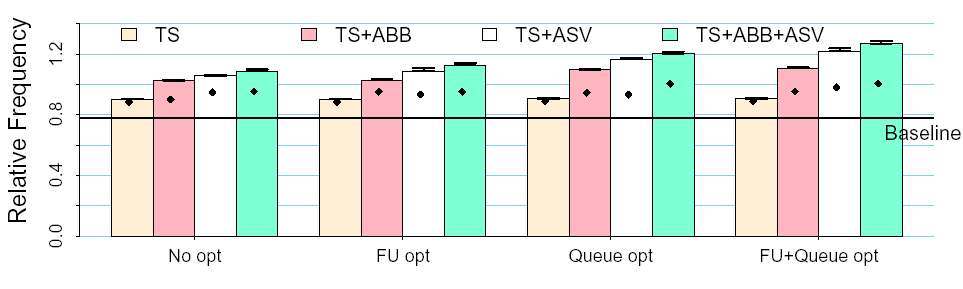 TS TS+ABB TS+ASV TS+ABB+ASV
Relative Frequency
1.2
0.8
0.4
0.0
Baseline
No opt FU opt Queue opt FU+Queue opt